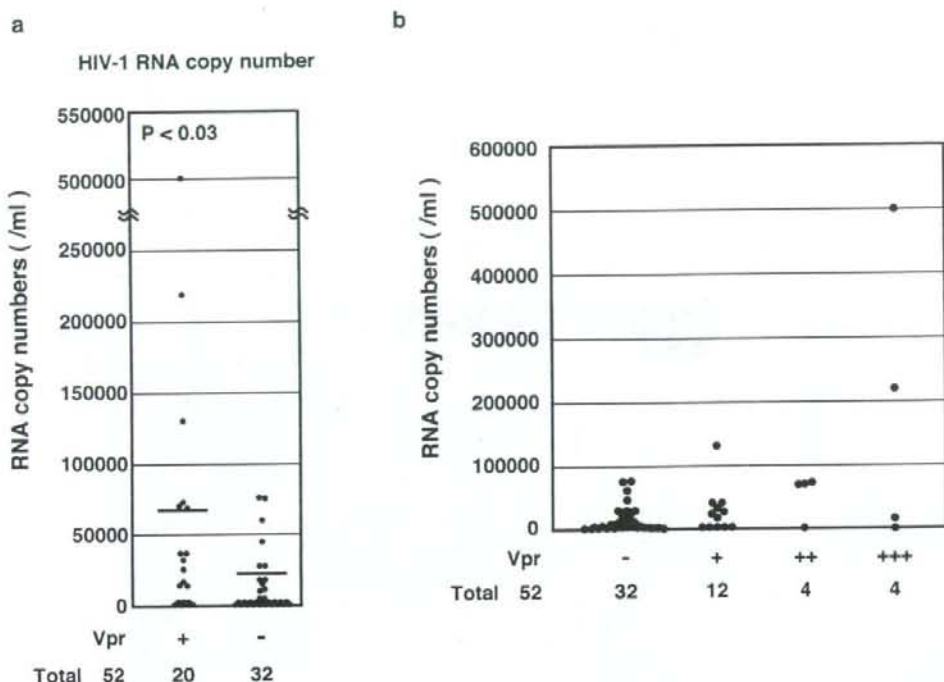 a
HIV-1 RNA copy number
RNA copy numbers ( /ml )
550000
P < 0.03
500000
250000
200000
150000
100000
50000
0
Vpr + -
Total 52 20 32
b
RNA copy numbers ( /ml )
600000
500000
400000
300000
200000
100000
0
Vpr - + ++ +++
Total 52 32 12 4 4